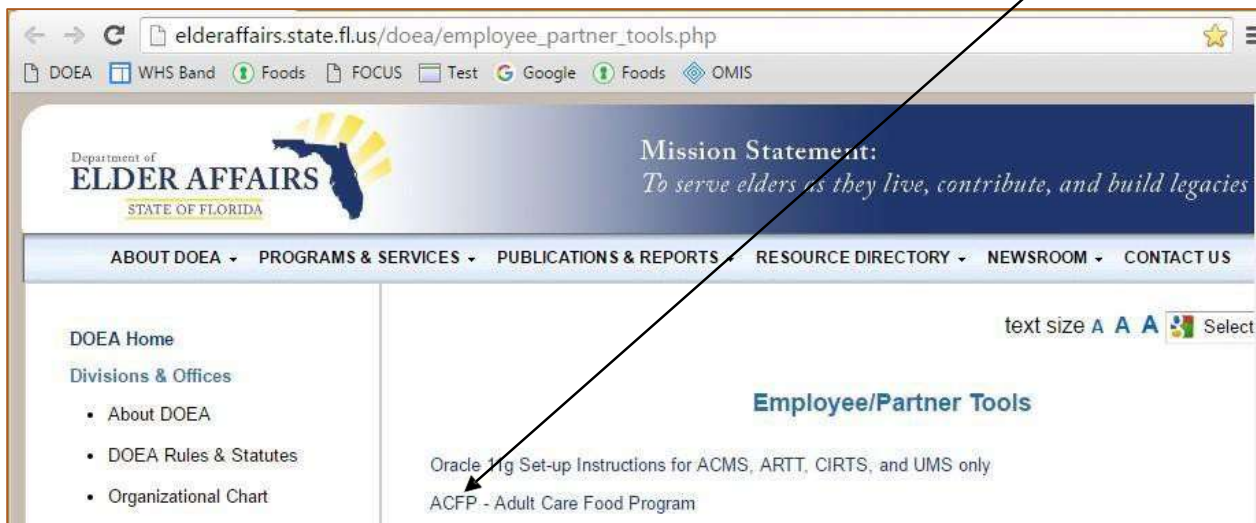 elderaffairs.state.fl.us/doea/employee_partner_tools.php
DOEA WHS Band Foods FOCUS Test Google Foods OMIS
Department of
ELDER AFFAIRS
STATE OF FLORIDA
Mission Statement:
To serve elders as they live, contribute, and build legacies
ABOUT DOEA PROGRAMS & SERVICES PUBLICATIONS & REPORTS RESOURCE DIRECTORY NEWSROOM CONTACT US
text size A A A Select
DOEA Home
Divisions & Offices
• About DOEA
• DOEA Rules & Statutes
• Organizational Chart
Employee/Partner Tools
Oracle 11g Set-up Instructions for ACMS, ARTT, CIRTS, and UMS only
ACFP - Adult Care Food Program